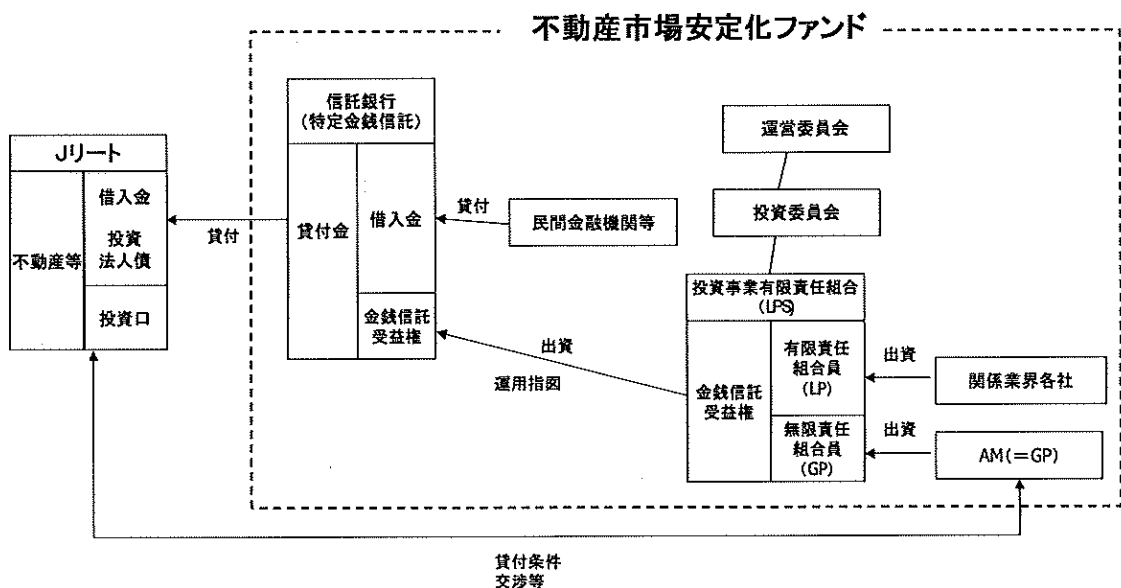 不動産市場安定化ファンド
信託銀行
(特定金銭信託)
貸付金
借入金
金銭信託
受益権
Jリート
不動産等
借入金
投資
法人債
投資口
貸付
貸付
民間金融機関等
運営委員会
投資委員会
投資事業有限責任組合
(LPS)
金銭信託
受益権
有限責任
組合員
(LP)
無限責任
組合員
(GP)
出資
運用指図
出資
関係業界各社
出資
AM(=GP)
貸付条件
交渉等